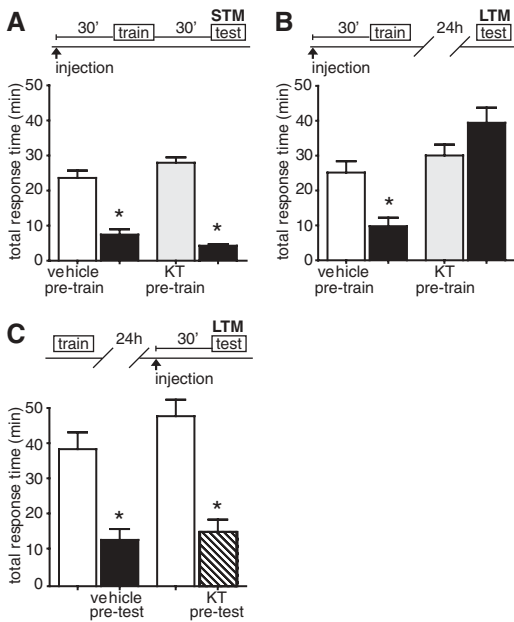 A
STM
30' train 30' test
injection
total response time (min)
50
40
30
20
10
0
*
*
vehicle
pre-train
KT
pre-train
B
LTM
30' train 24h test
injection
total response time (min)
50
40
30
20
10
0
*
vehicle
pre-train
KT
pre-train
C
LTM
train 24h 30' test
injection
total response time (min)
50
40
30
20
10
0
*
*
vehicle
pre-test
KT
pre-test